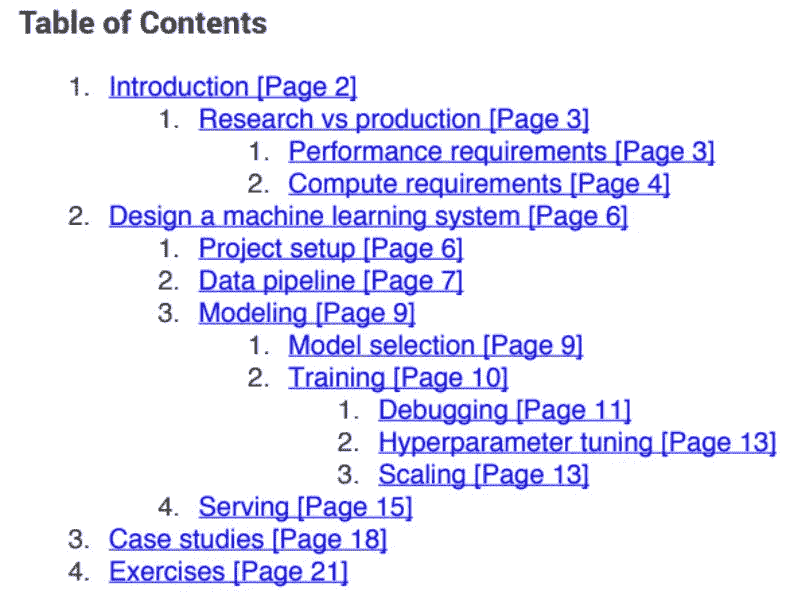 Table of Contents
1. Introduction [Page 2]
1. Research vs production [Page 3]
1. Performance requirements [Page 3]
2. Compute requirements [Page 4]
2. Design a machine learning system [Page 6]
1. Project setup [Page 6]
2. Data pipeline [Page 7]
3. Modeling [Page 9]
1. Model selection [Page 9]
2. Training [Page 10]
1. Debugging [Page 11]
2. Hyperparameter tuning [Page 13]
3. Scaling [Page 13]
4. Serving [Page 15]
3. Case studies [Page 18]
4. Exercises [Page 21]